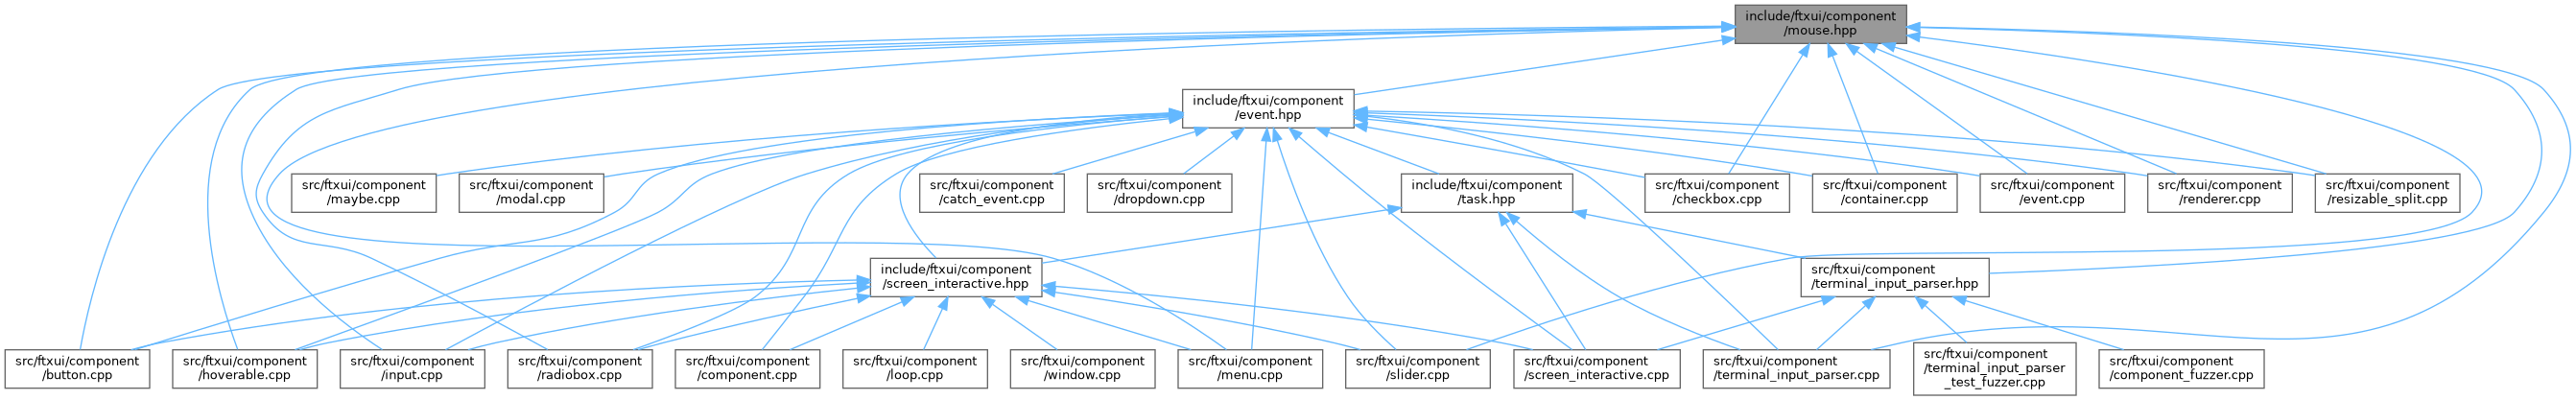 include/ftxui/component
/mouse.hpp
include/ftxui/component
/event.hpp
src/ftxui/component
/maybe.cpp
src/ftxui/component
/modal.cpp
src/ftxui/component
/catch_event.cpp
src/ftxui/component
/dropdown.cpp
include/ftxui/component
/task.hpp
src/ftxui/component
/checkbox.cpp
src/ftxui/component
/container.cpp
src/ftxui/component
/event.cpp
src/ftxui/component
/renderer.cpp
src/ftxui/component
/resizable_split.cpp
include/ftxui/component
/screen_interactive.hpp
src/ftxui/component
/terminal_input_parser.hpp
src/ftxui/component
/button.cpp
src/ftxui/component
/hoverable.cpp
src/ftxui/component
/input.cpp
src/ftxui/component
/radiobox.cpp
src/ftxui/component
/component.cpp
src/ftxui/component
/loop.cpp
src/ftxui/component
/window.cpp
src/ftxui/component
/menu.cpp
src/ftxui/component
/slider.cpp
src/ftxui/component
/screen_interactive.cpp
src/ftxui/component
/terminal_input_parser.cpp
src/ftxui/component
/terminal_input_parser
_test_fuzzer.cpp
src/ftxui/component
/component_fuzzer.cpp